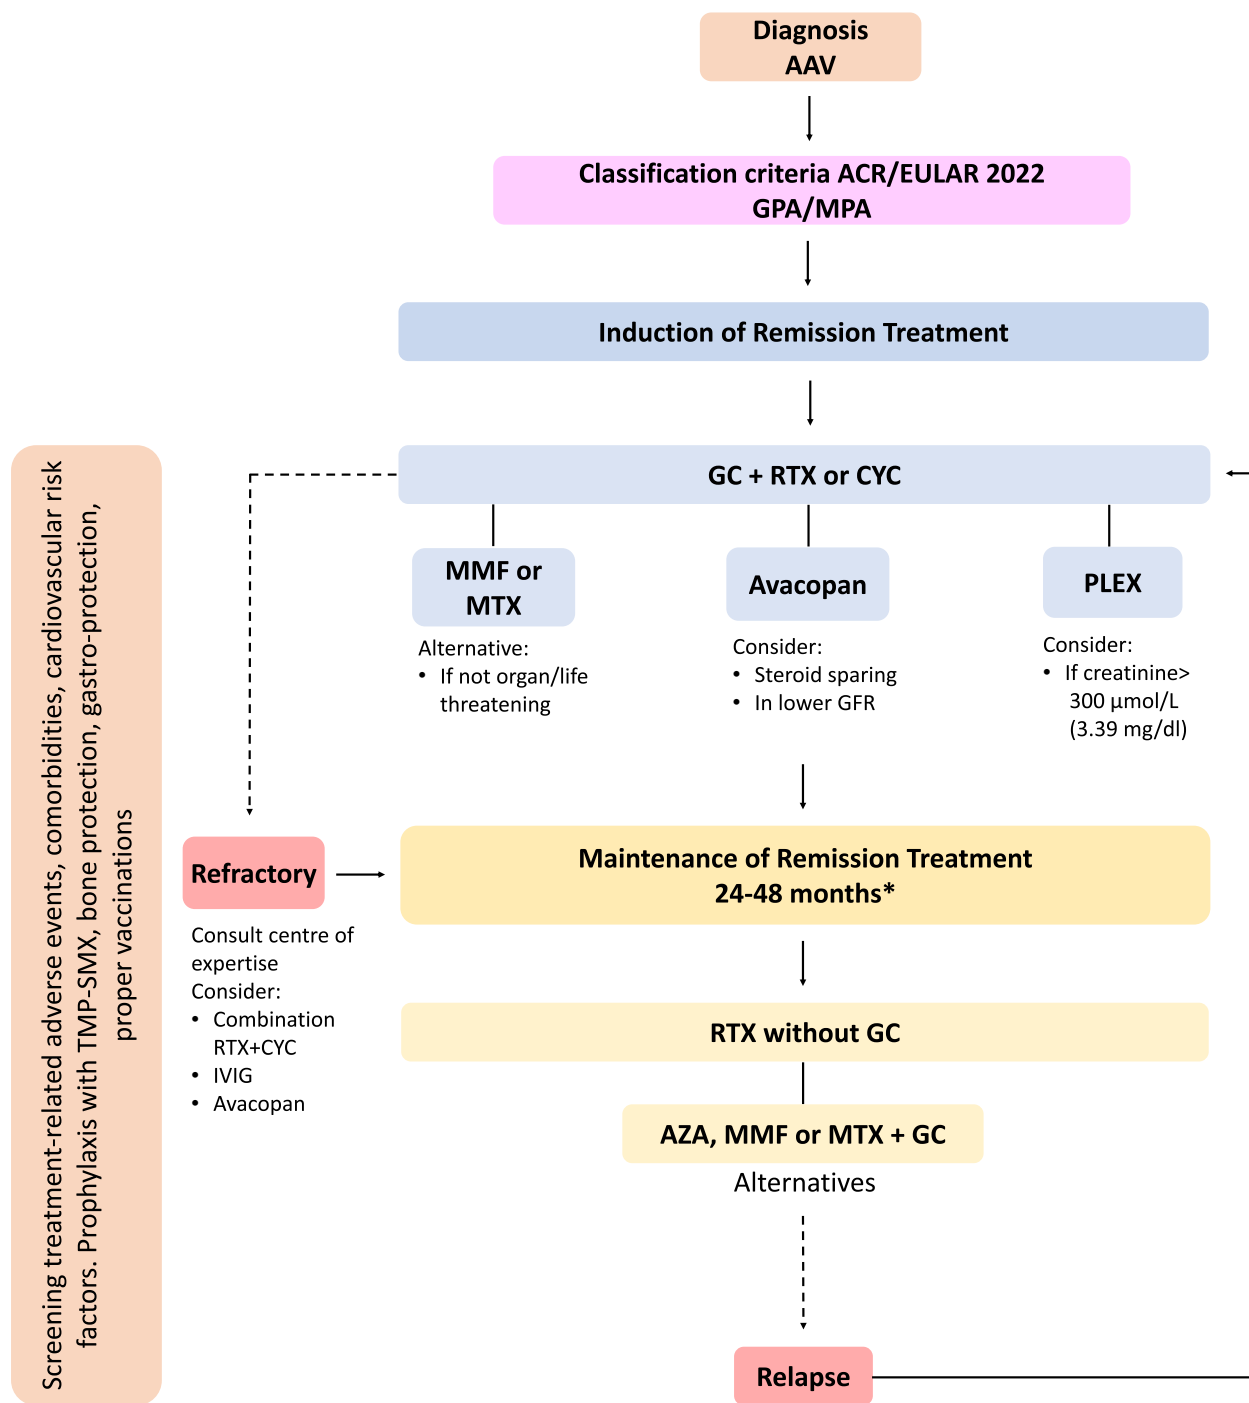 Diagnosis
AAV
Classification criteria ACR/EULAR 2022
GPA/MPA
Induction of Remission Treatment
GC + RTX or CYC
MMF or
MTX
Alternative:
• If not organ/life
threatening
Avacopan
Consider:
• Steroid sparing
• In lower GFR
PLEX
Consider:
• If creatinine>
300 μmol/L
(3.39 mg/dl)
Refractory
Consult centre of
expertise
Consider:
• Combination
RTX+CYC
• IVIG
• Avacopan
Maintenance of Remission Treatment
24-48 months*
RTX without GC
AZA, MMF or MTX + GC
Alternatives
Relapse
Screening treatment-related adverse events, comorbidities, cardiovascular risk
factors. Prophylaxis with TMP-SMX, bone protection, gastro-protection,
proper vaccinations